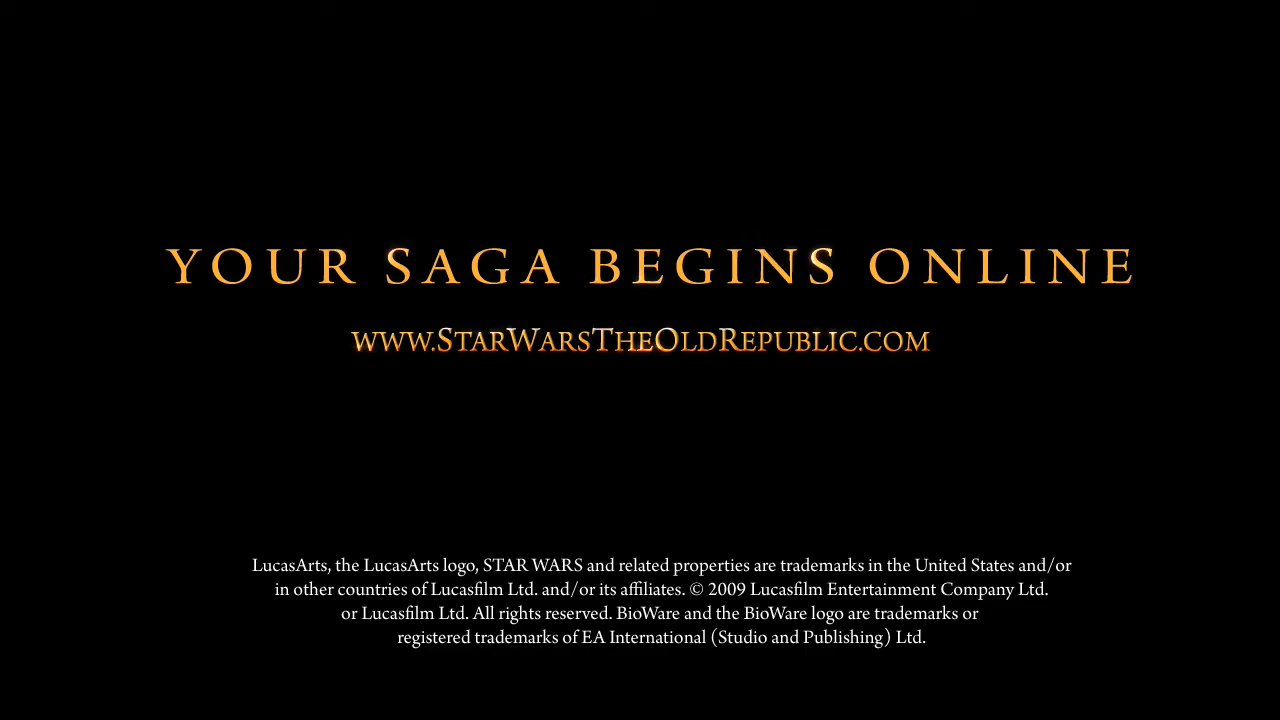 YOUR SAGA BEGINS ONLINE
WWW.STARWARSTHEOLDREPUBLIC.COM
LucasArts, the LucasArts logo, STAR WARS and related properties are trademarks in the United States and/or
in other countries of Lucasfilm Ltd. and/or its affiliates. © 2009 Lucasfilm Entertainment Company Ltd.
or Lucasfilm Ltd. All rights reserved. BioWare and the BioWare logo are trademarks or
registered trademarks of EA International (Studio and Publishing) Ltd.